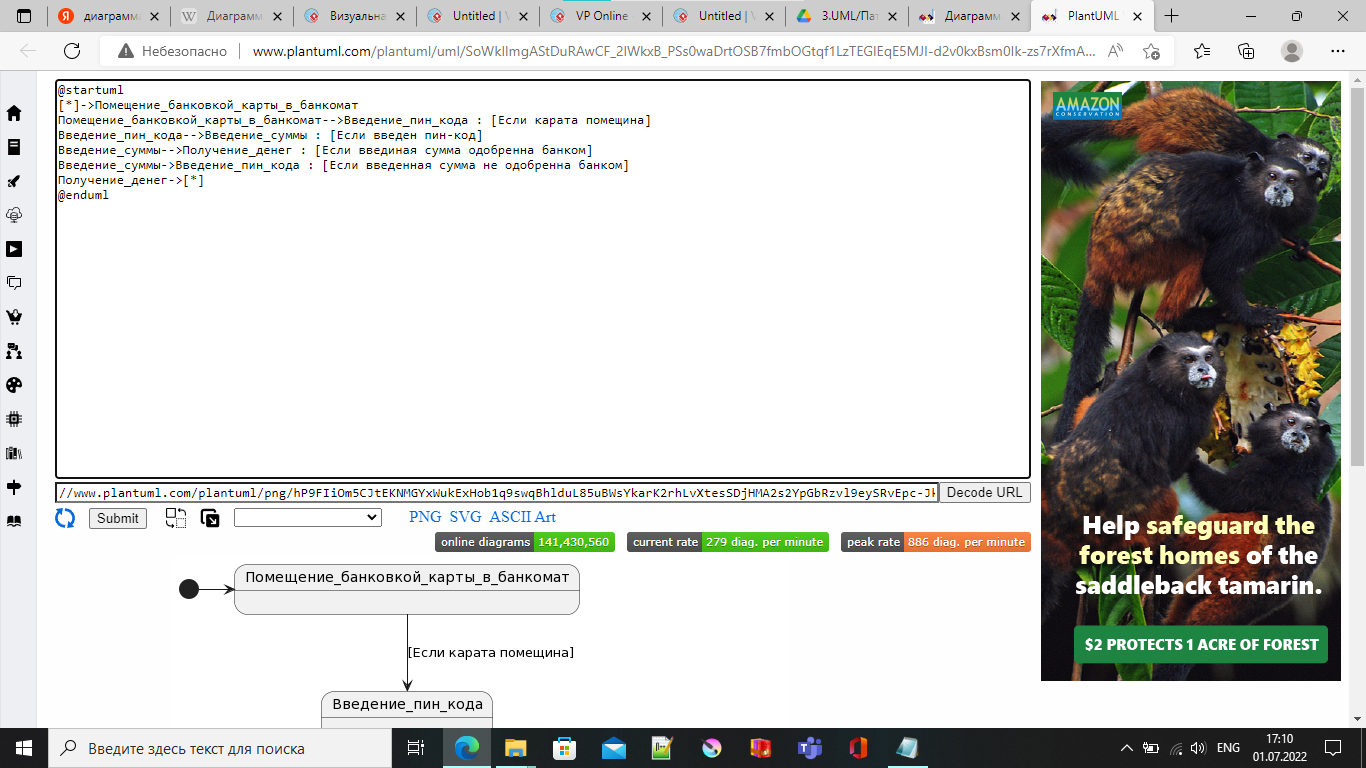 диаграмма
Диаграмм
Визуальна
Untitled | V
VP Online
Untitled | V
3.UML/Пат
Диаграмм
PlantUML
Небезопасно
www.plantuml.com/plantuml/uml/SoWkIImgAStDuRAwCF_2IWkxB_PSs0waDrtOSB7fmbOGtqf1LzTEGIEqE5MJI-d2v0kxBsm0Ik-zs7rXfmA...
@startuml
[*]->Помещение_банковкой_карты_в_банкомат
Помещение_банковкой_карты_в_банкомат-->Введение_пин_кода : [Если карата помещина]
Введение_пин_кода-->Введение_суммы : [Если введен пин-код]
Введение_суммы-->Получение_денег : [Если введиная сумма одобренна банком]
Введение_суммы->Введение_пин_кода : [Если введенная сумма не одобренна банком]
Получение_денег->[*]
@enduml
//www.plantuml.com/plantuml/png/hP9FIiOm5CJtEKNMGYxWukExHob1q9swqBhlduL85uBWsYkarK2rhLvXtesSDjHMA2s2YpGbRzvl9eySRvEpc-Jk
Decode URL
Submit
PNG SVG ASCII Art
online diagrams 141,430,560
current rate 279 diag. per minute
peak rate 886 diag. per minute
Помещение_банковкой_карты_в_банкомат
[Если карата помещина]
Введение_пин_кода
AMAZON
CONSERVATION
Help safeguard the
forest homes of the
saddleback tamarin.
$2 PROTECTS 1 ACRE OF FOREST
Введите здесь текст для поиска
ENG
17:10
01.07.2022